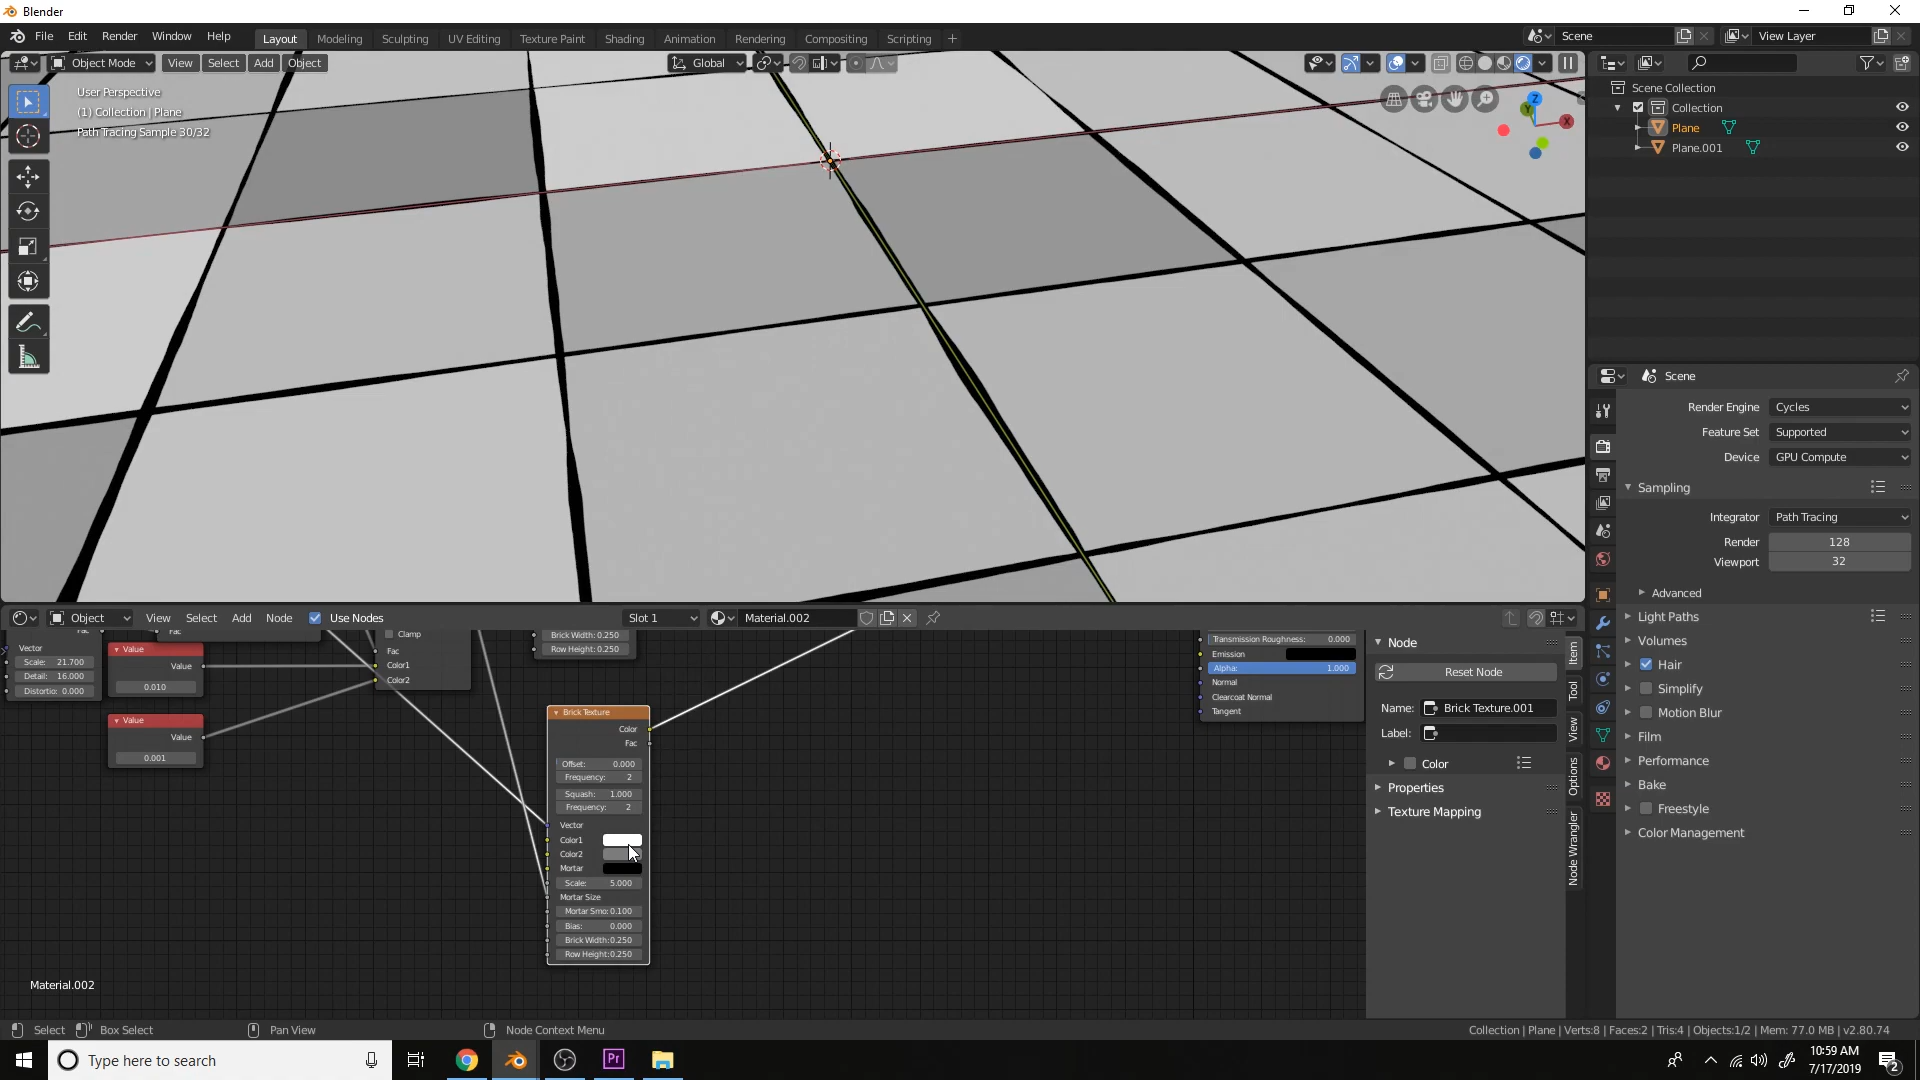 Blender
File Edit Render Window Help
Layout Modeling Sculpting UV Editing Texture Paint Shading Animation Rendering Compositing Scripting +
Scene
View Layer
Object Mode View Select Add Object
Global
User Perspective
(1) Collection | Plane
Path Tracing Sample 30/32
Z
Y
X
Scene Collection
Collection
Plane
Plane.001
Scene
Render Engine Cycles
Feature Set Supported
Device GPU Compute
Sampling
Integrator Path Tracing
Render 128
Viewport 32
Advanced
Light Paths
Volumes
Hair
Simplify
Motion Blur
Film
Performance
Bake
Freestyle
Color Management
Object View Select Add Node Use Nodes
Slot 1
Material.002
Fac
Vector
Scale: 21.700
Detail: 16.000
Distortio: 0.000
Fac
Value
Value
0.010
Value
Value
0.001
Clamp
Fac
Color1
Color2
Brick Width: 0.250
Row Height: 0.250
Brick Texture
Color
Fac
Offset: 0.000
Frequency: 2
Squash: 1.000
Frequency: 2
Vector
Color1
Color2
Mortar
Scale: 5.000
Mortar Size
Mortar Smo: 0.100
Bias: 0.000
Brick Width: 0.250
Row Height: 0.250
Transmission Roughness: 0.000
Emission
Alpha: 1.000
Normal
Clearcoat Normal
Tangent
Node
Reset Node
Name: Brick Texture.001
Label:
Color
Properties
Texture Mapping
Item
Tool
View
Options
Node Wrangler
Material.002
Select Box Select Pan View Node Context Menu
Collection | Plane | Verts:8 | Faces:2 | Tris:4 | Objects:1/2 | Mem: 77.0 MB | v2.80.74
Type here to search
Pr
10:59 AM
7/17/2019
2